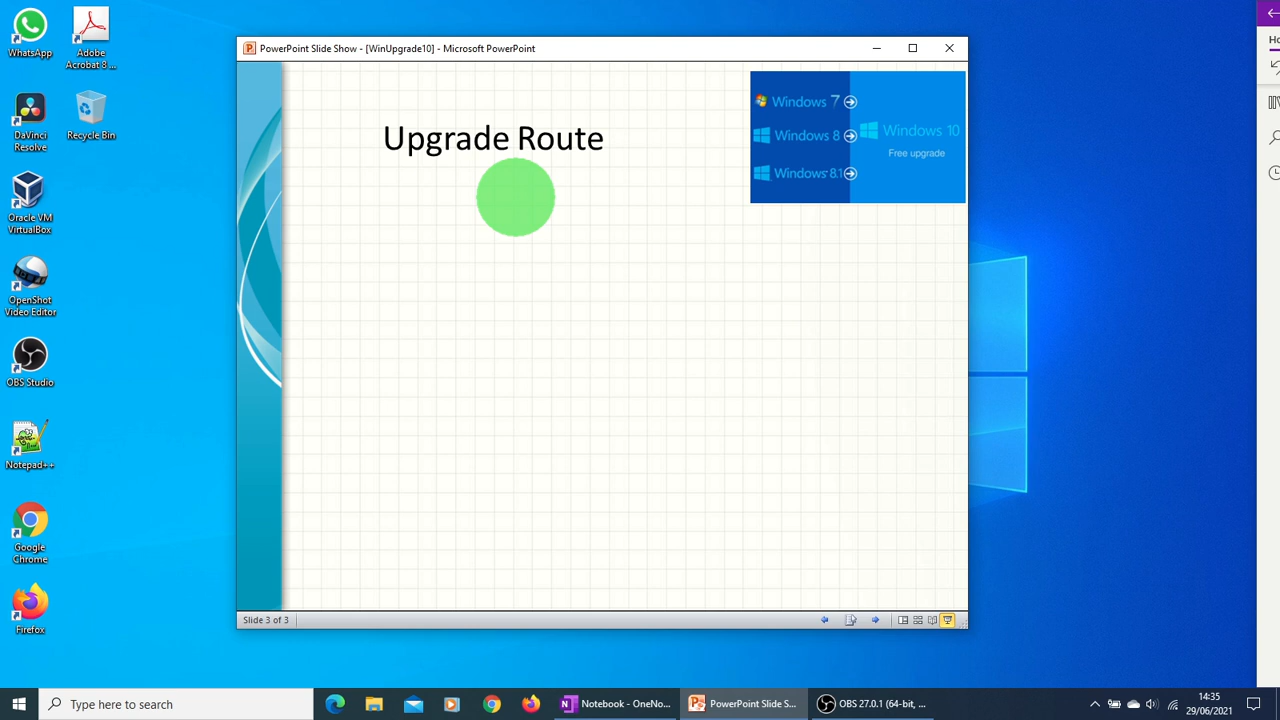 WhatsApp
Adobe
Acrobat 8 ...
DaVinci
Resolve
Recycle Bin
Oracle VM
VirtualBox
OpenShot
Video Editor
OBS Studio
Notepad++
Google
Chrome
Firefox
PowerPoint Slide Show - [WinUpgrade10] - Microsoft PowerPoint
Upgrade Route
Windows 7
Windows 8
Windows 8.1
Windows 10
Free upgrade
Slide 3 of 3
Type here to search
Notebook - OneNo...
PowerPoint Slide S...
OBS 27.0.1 (64-bit, ...
14:35
29/06/2021